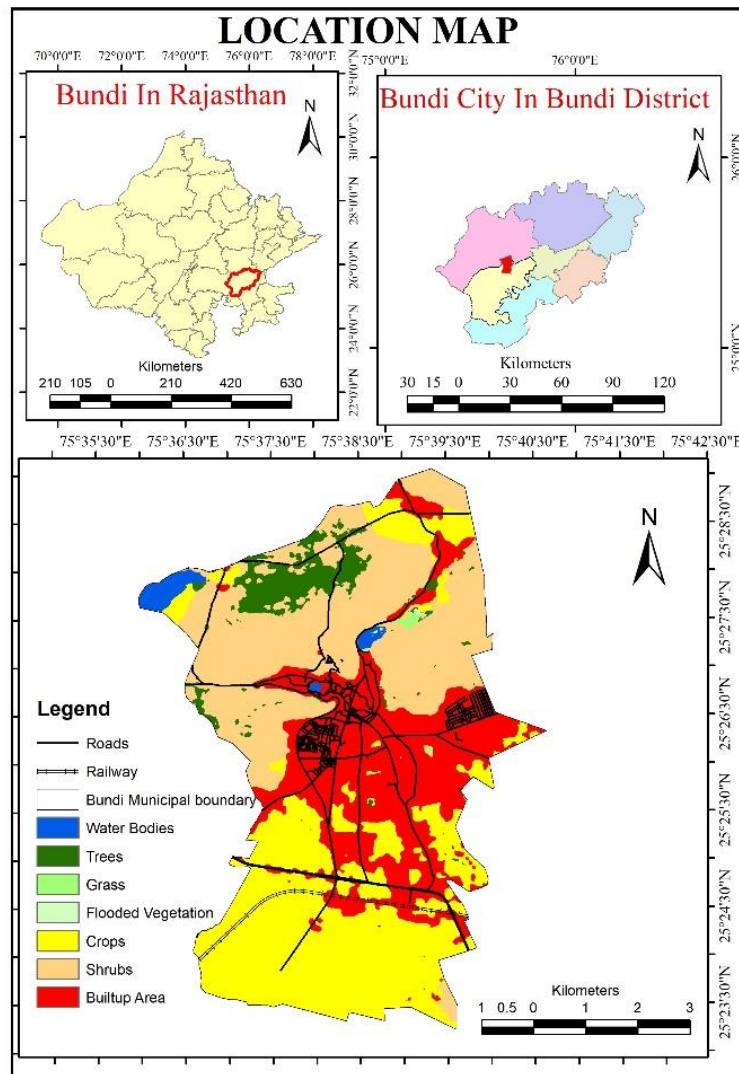 LOCATION MAP
70°0'0"E 72°0'0"E 74°0'0"E 76°0'0"E 78°0'0"E
Bundi In Rajasthan
N
32°0'0"N
30°0'0"N
28°0'0"N
26°0'0"N
24°0'0"N
22°0'0"N
Kilometers
210 105 0 210 420 630
75°0'0"E 76°0'0"E
Bundi City In Bundi District
N
26°0'0"N
25°0'0"N
Kilometers
30 15 0 30 60 90 120
75°35'30"E 75°36'30"E 75°37'30"E 75°38'30"E 75°39'30"E 75°40'30"E 75°41'30"E 75°42'30"E
N
25°28'30"N
25°27'30"N
25°26'30"N
25°25'30"N
25°24'30"N
25°23'30"N
Legend
Roads
Railway
Bundi Municipal boundary
Water Bodies
Trees
Grass
Flooded Vegetation
Crops
Shrubs
Builtup Area
Kilometers
1 0.5 0 1 2 3